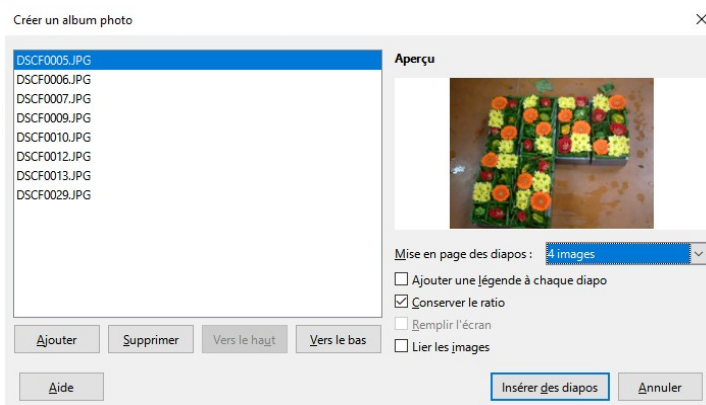 Créer un album photo
DSCF0005.JPG
DSCF0006.JPG
DSCF0007.JPG
DSCF0009.JPG
DSCF0010.JPG
DSCF0012.JPG
DSCF0013.JPG
DSCF0029.JPG
Ajouter
Supprimer
Vers le haut
Vers le bas
Aperçu
Mise en page des diapos :
4 images
Ajouter une légende à chaque diapo
Conserver le ratio
Remplir l'écran
Lier les images
Aide
Insérer des diapos
Annuler